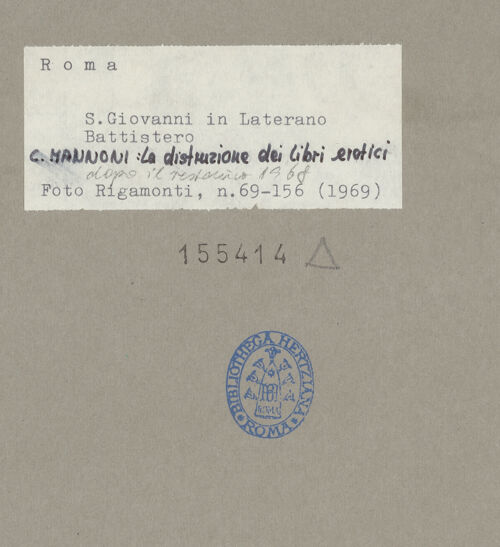 Roma
S.Giovanni in Laterano
Battistero
C. MANNONI: La distruzione dei libri erotici
dopo il restauro 1968
Foto Rigamonti, n.69-156 (1969)
155414
BIBLIOTHECA HERTZIANA
ROMA